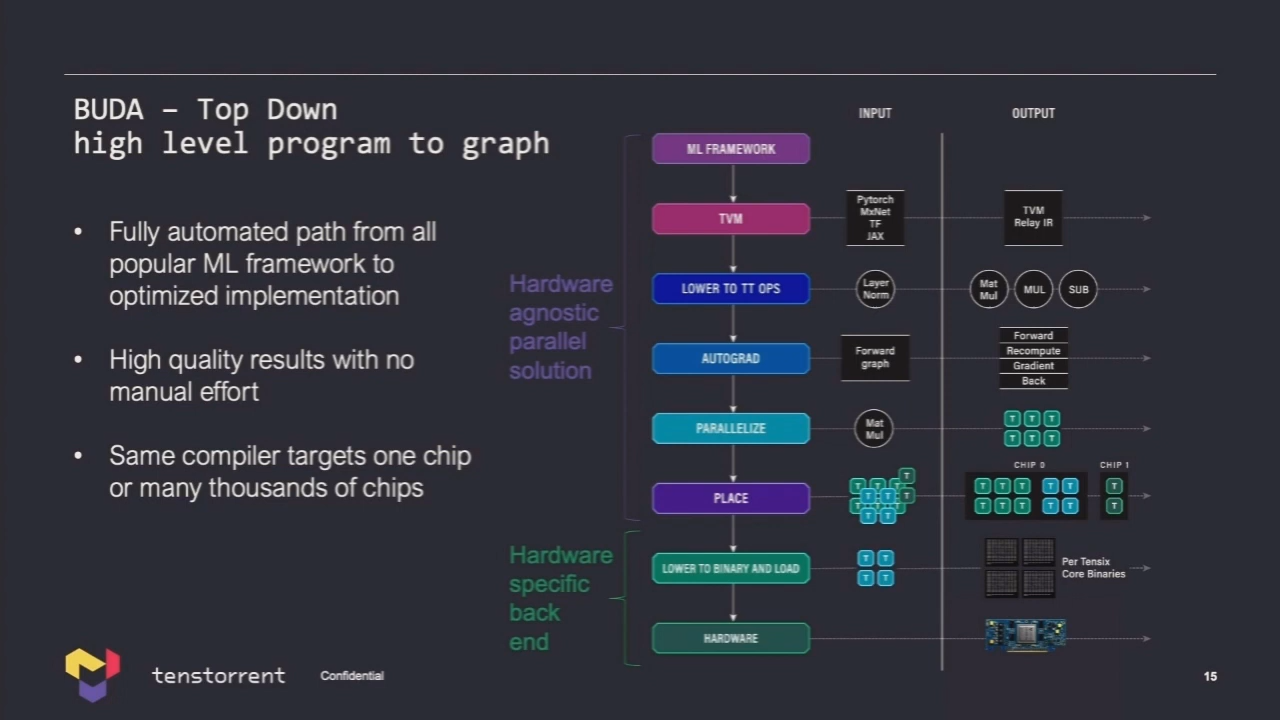 BUDA – Top Down
high level program to graph
• Fully automated path from all
popular ML framework to
optimized implementation
• High quality results with no
manual effort
• Same compiler targets one chip
or many thousands of chips
Hardware
agnostic
parallel
solution
Hardware
specific
back
end
INPUT
OUTPUT
ML FRAMEWORK
TVM
Pytorch
MxNet
TF
JAX
TVM
Relay IR
LOWER TO TT OPS
Layer
Norm
Mat
Mul
MUL
SUB
AUTOGRAD
Forward
graph
Forward
Recompute
Gradient
Back
PARALLELIZE
Mat
Mul
T T T
T T T
PLACE
T
T T T
T T T
T T
T T
CHIP 0
CHIP 1
T T T T T
T T T T T
T
T
LOWER TO BINARY AND LOAD
T T
T T
Per Tensix
Core Binaries
HARDWARE
tenstorrent
Confidential
15